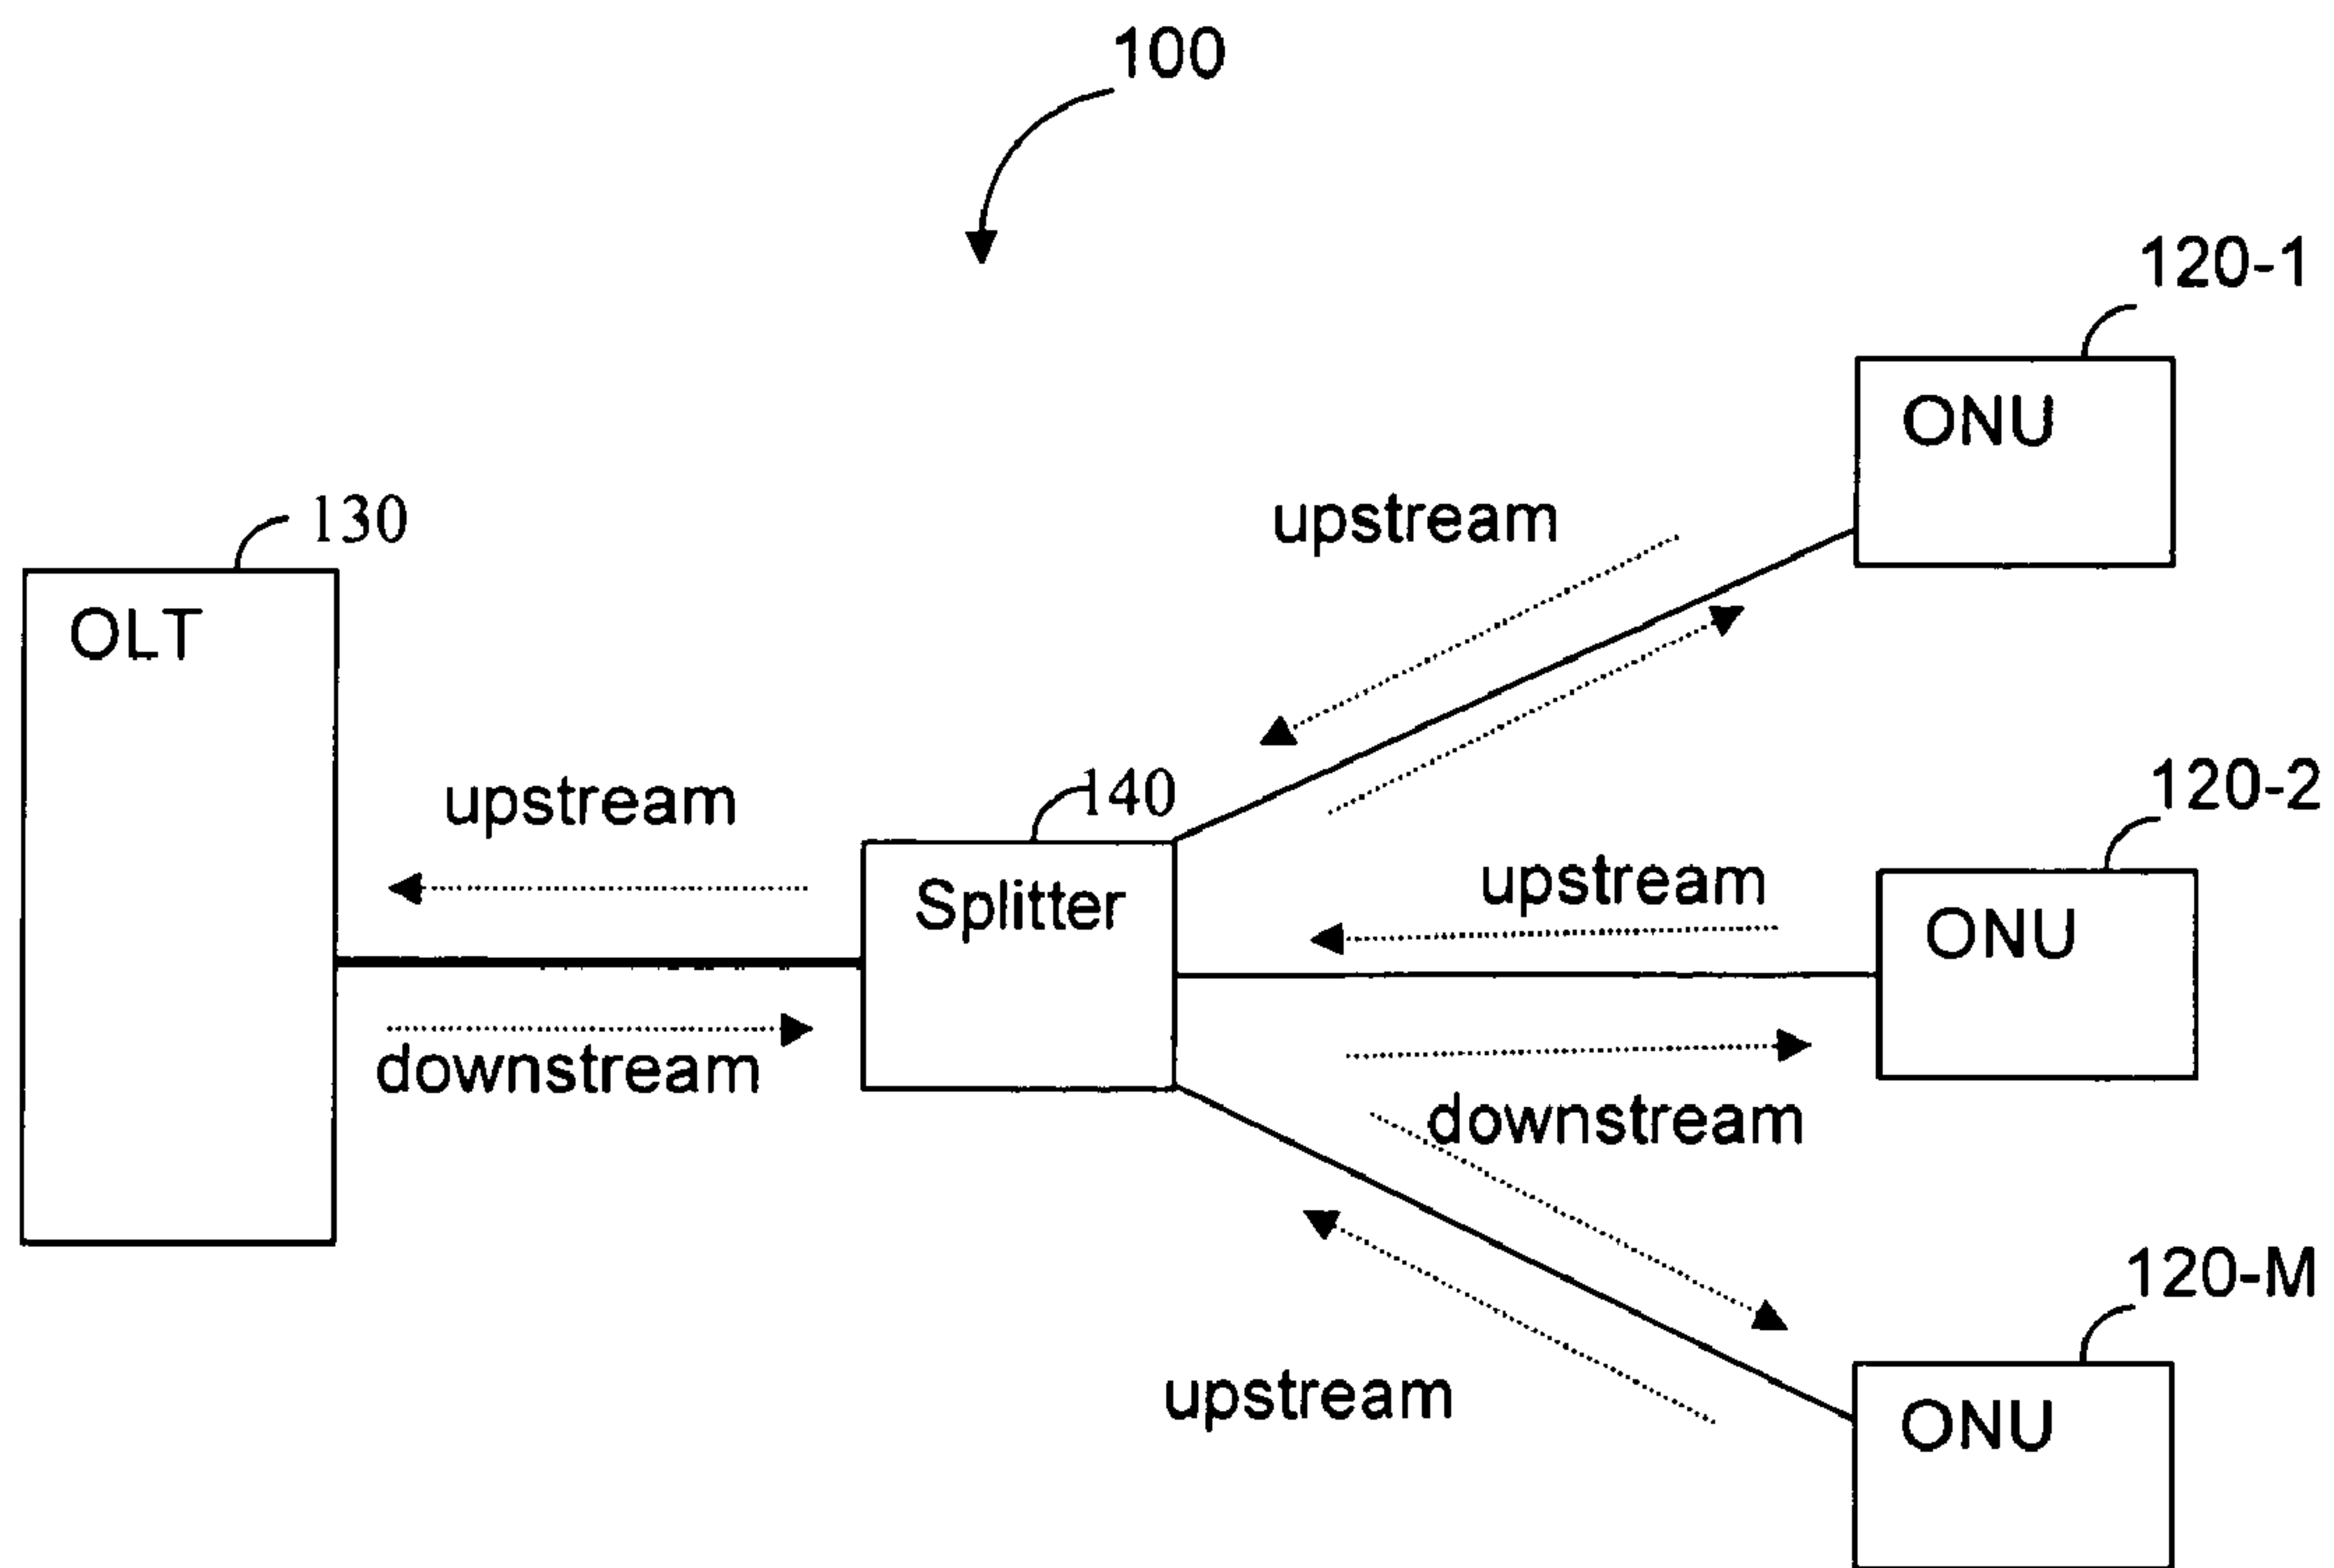 100
120-1
ONU
upstream
130
OLT
120-2
140
upstream
upstream
Splitter
ONU
downstream
downstream
120-M
upstream
ONU